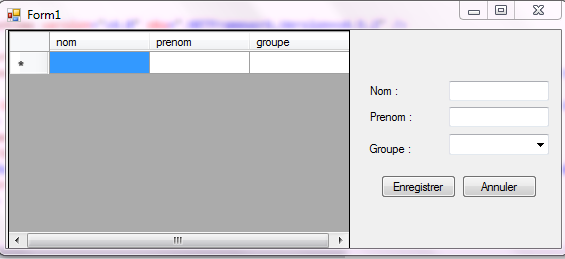 Form1
nom prenom groupe
*
Nom :
Prenom :
Groupe :
Enregistrer Annuler